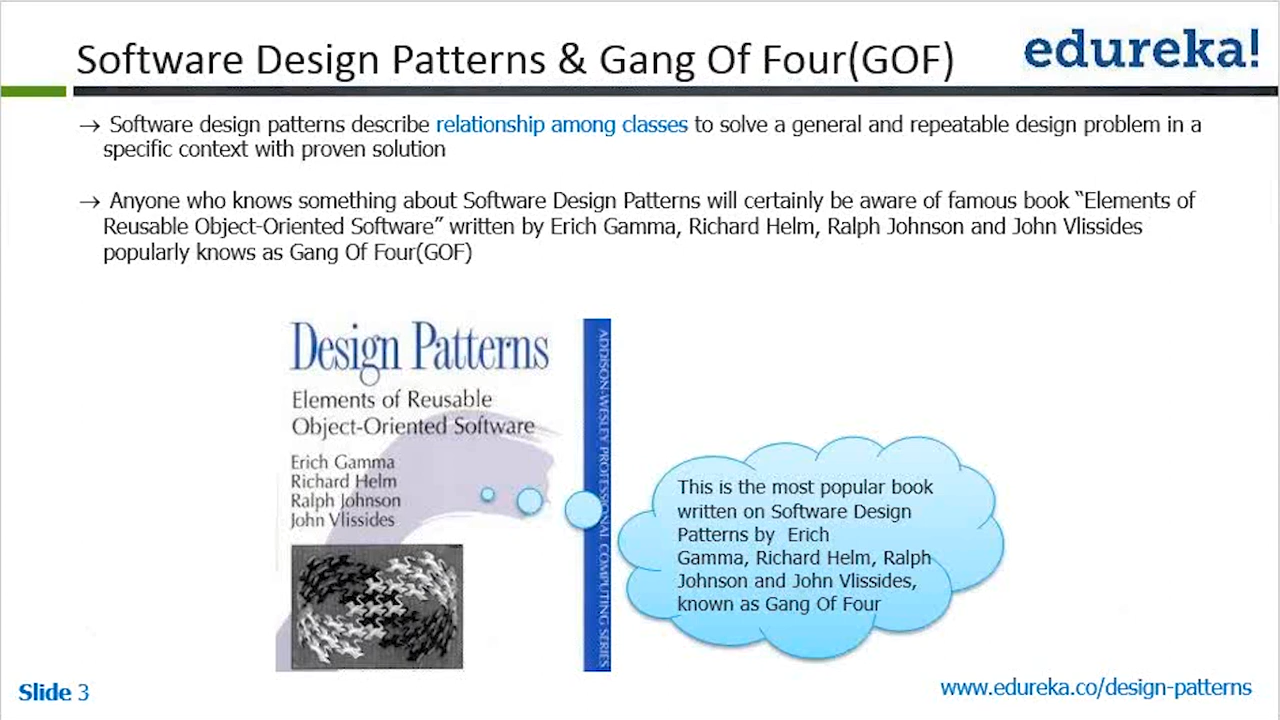 Software Design Patterns & Gang Of Four(GOF)
edureka!
→ Software design patterns describe relationship among classes to solve a general and repeatable design problem in a
specific context with proven solution
→ Anyone who knows something about Software Design Patterns will certainly be aware of famous book “Elements of
Reusable Object-Oriented Software” written by Erich Gamma, Richard Helm, Ralph Johnson and John Vlissides
popularly knows as Gang Of Four(GOF)
Design Patterns
Elements of Reusable
Object-Oriented Software
Erich Gamma
Richard Helm
Ralph Johnson
John Vlissides
ADDISON-WESLEY PROFESSIONAL COMPUTING SERIES
This is the most popular book
written on Software Design
Patterns by Erich
Gamma, Richard Helm, Ralph
Johnson and John Vlissides,
known as Gang Of Four
Slide 3
www.edureka.co/design-patterns